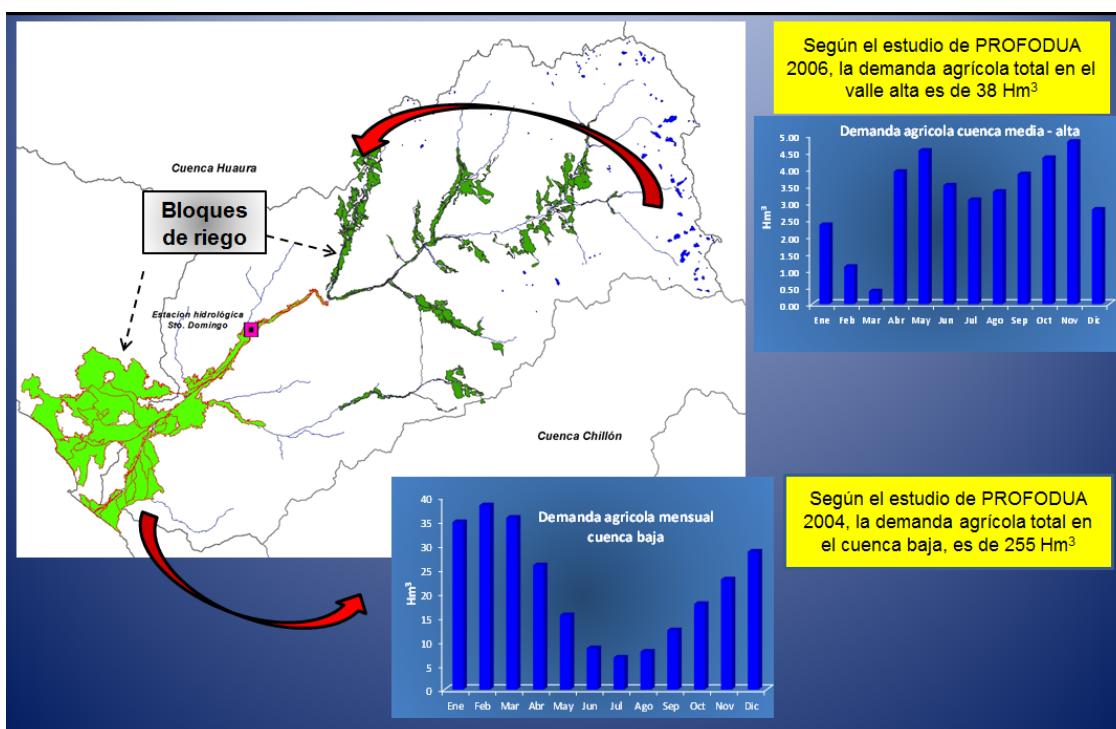 Según el estudio de PROFODUA
2006, la demanda agrícola total en el
valle alta es de 38 Hm³
Cuenca Huaura
Bloques
de riego
Estacion hidrológica
Sto. Domingo
Cuenca Chillón
Demanda agricola cuenca media - alta
Hm³
5.00
4.50
4.00
3.50
3.00
2.50
2.00
1.50
1.00
0.50
0.00
Ene Feb Mar Abr May Jun Jul Ago Sep Oct Nov Dic
Demanda agricola mensual
cuenca baja
Hm³
40
35
30
25
20
15
10
5
0
Ene Feb Mar Abr May Jun Jul Ago Sep Oct Nov Dic
Según el estudio de PROFODUA
2004, la demanda agrícola total en
el cuenca baja, es de 255 Hm³